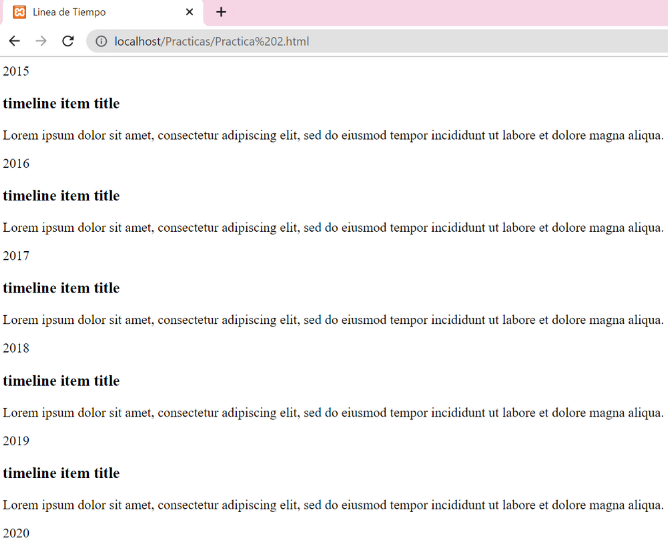 Linea de Tiempo
localhost/Practicas/Practica%202.html
2015
timeline item title
Lorem ipsum dolor sit amet, consectetur adipiscing elit, sed do eiusmod tempor incididunt ut labore et dolore magna aliqua.
2016
timeline item title
Lorem ipsum dolor sit amet, consectetur adipiscing elit, sed do eiusmod tempor incididunt ut labore et dolore magna aliqua.
2017
timeline item title
Lorem ipsum dolor sit amet, consectetur adipiscing elit, sed do eiusmod tempor incididunt ut labore et dolore magna aliqua.
2018
timeline item title
Lorem ipsum dolor sit amet, consectetur adipiscing elit, sed do eiusmod tempor incididunt ut labore et dolore magna aliqua.
2019
timeline item title
Lorem ipsum dolor sit amet, consectetur adipiscing elit, sed do eiusmod tempor incididunt ut labore et dolore magna aliqua.
2020